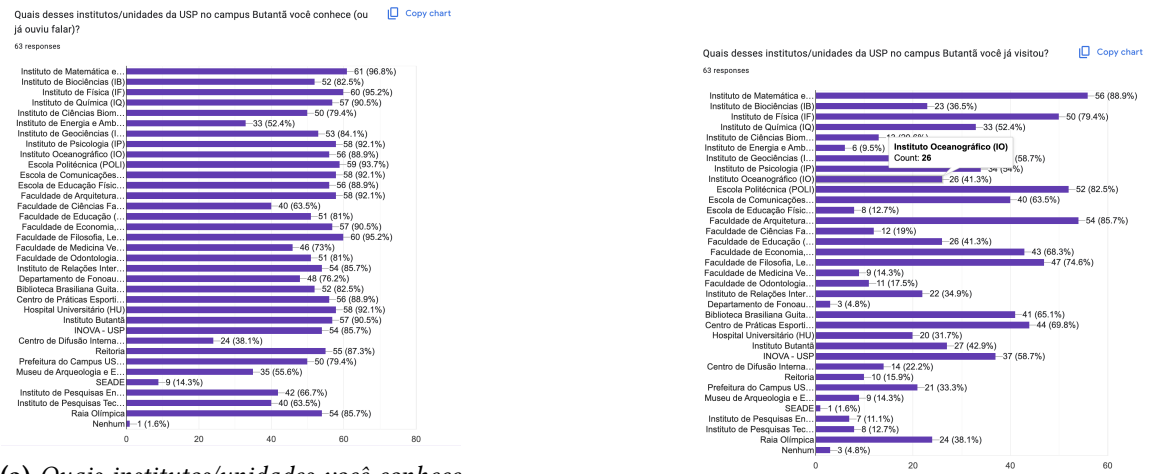 Quais desses institutos/unidades da USP no campus Butantã você conhece (ou
já ouviu falar)?
Copy chart
63 responses
Instituto de Matemática e… 61 (96.8%)
Instituto de Biociências (IB) 52 (82.5%)
Instituto de Física (IF) 60 (95.2%)
Instituto de Química (IQ) 57 (90.5%)
Instituto de Ciências Biom… 50 (79.4%)
Instituto de Energia e Amb… 33 (52.4%)
Instituto de Geociências (I… 53 (84.1%)
Instituto de Psicologia (IP) 58 (92.1%)
Instituto Oceanográfico (IO) 56 (88.9%)
Escola Politécnica (POLI) 59 (93.7%)
Escola de Comunicações… 58 (92.1%)
Escola de Educação Físic… 56 (88.9%)
Faculdade de Arquitetura… 58 (92.1%)
Faculdade de Ciências Fa… 40 (63.5%)
Faculdade de Educação (… 51 (81%)
Faculdade de Economia,… 57 (90.5%)
Faculdade de Filosofia, Le… 60 (95.2%)
Faculdade de Medicina Ve… 46 (73%)
Faculdade de Odontologia… 51 (81%)
Instituto de Relações Inter… 54 (85.7%)
Departamento de Fonoau… 48 (76.2%)
Biblioteca Brasiliana Guita… 52 (82.5%)
Centro de Práticas Esporti… 56 (88.9%)
Hospital Universitário (HU) 58 (92.1%)
Instituto Butantã 57 (90.5%)
INOVA - USP 54 (85.7%)
Centro de Difusão Interna… 24 (38.1%)
Reitoria 55 (87.3%)
Prefeitura do Campus US… 50 (79.4%)
Museu de Arqueologia e E… 35 (55.6%)
SEADE 9 (14.3%)
Instituto de Pesquisas En… 42 (66.7%)
Instituto de Pesquisas Tec… 40 (63.5%)
Raia Olímpica 54 (85.7%)
Nenhum 1 (1.6%)
0 20 40 60 80
(a) Quais institutos/unidades você conhece
Quais desses institutos/unidades da USP no campus Butantã você já visitou?
Copy chart
63 responses
Instituto de Matemática e… 56 (88.9%)
Instituto de Biociências (IB) 23 (36.5%)
Instituto de Física (IF) 50 (79.4%)
Instituto de Química (IQ) 33 (52.4%)
Instituto de Ciências Biom…
Instituto de Energia e Amb… 6 (9.5%)
Instituto Oceanográfico (IO)
Count: 26
Instituto de Geociências (I… (58.7%)
Instituto de Psicologia (IP) 34 (54%)
Instituto Oceanográfico (IO) 26 (41.3%)
Escola Politécnica (POLI) 52 (82.5%)
Escola de Comunicações… 40 (63.5%)
Escola de Educação Físic… 8 (12.7%)
Faculdade de Arquitetura… 54 (85.7%)
Faculdade de Ciências Fa… 12 (19%)
Faculdade de Educação (… 26 (41.3%)
Faculdade de Economia,… 43 (68.3%)
Faculdade de Filosofia, Le… 47 (74.6%)
Faculdade de Medicina Ve… 9 (14.3%)
Faculdade de Odontologia… 11 (17.5%)
Instituto de Relações Inter… 22 (34.9%)
Departamento de Fonoau… 3 (4.8%)
Biblioteca Brasiliana Guita… 41 (65.1%)
Centro de Práticas Esporti… 44 (69.8%)
Hospital Universitário (HU) 20 (31.7%)
Instituto Butantã 27 (42.9%)
INOVA - USP 37 (58.7%)
Centro de Difusão Interna… 14 (22.2%)
Reitoria 10 (15.9%)
Prefeitura do Campus US… 21 (33.3%)
Museu de Arqueologia e E… 9 (14.3%)
SEADE 1 (1.6%)
Instituto de Pesquisas En… 7 (11.1%)
Instituto de Pesquisas Tec… 8 (12.7%)
Raia Olímpica 24 (38.1%)
Nenhum 3 (4.8%)
0 20 40 60